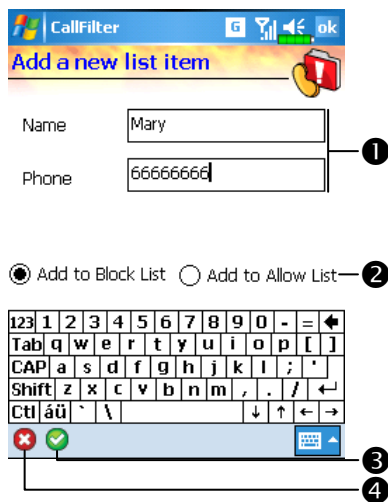 CallFilter G ok
Add a new list item
Name Mary
1
Phone 66666666
Add to Block List Add to Allow List 2
123 1 2 3 4 5 6 7 8 9 0 - =
Tab q w e r t y u i o p [ ]
CAP a s d f g h j k l ; '
Shift z x c v b n m , . /
Ctl áü ` \
3
4